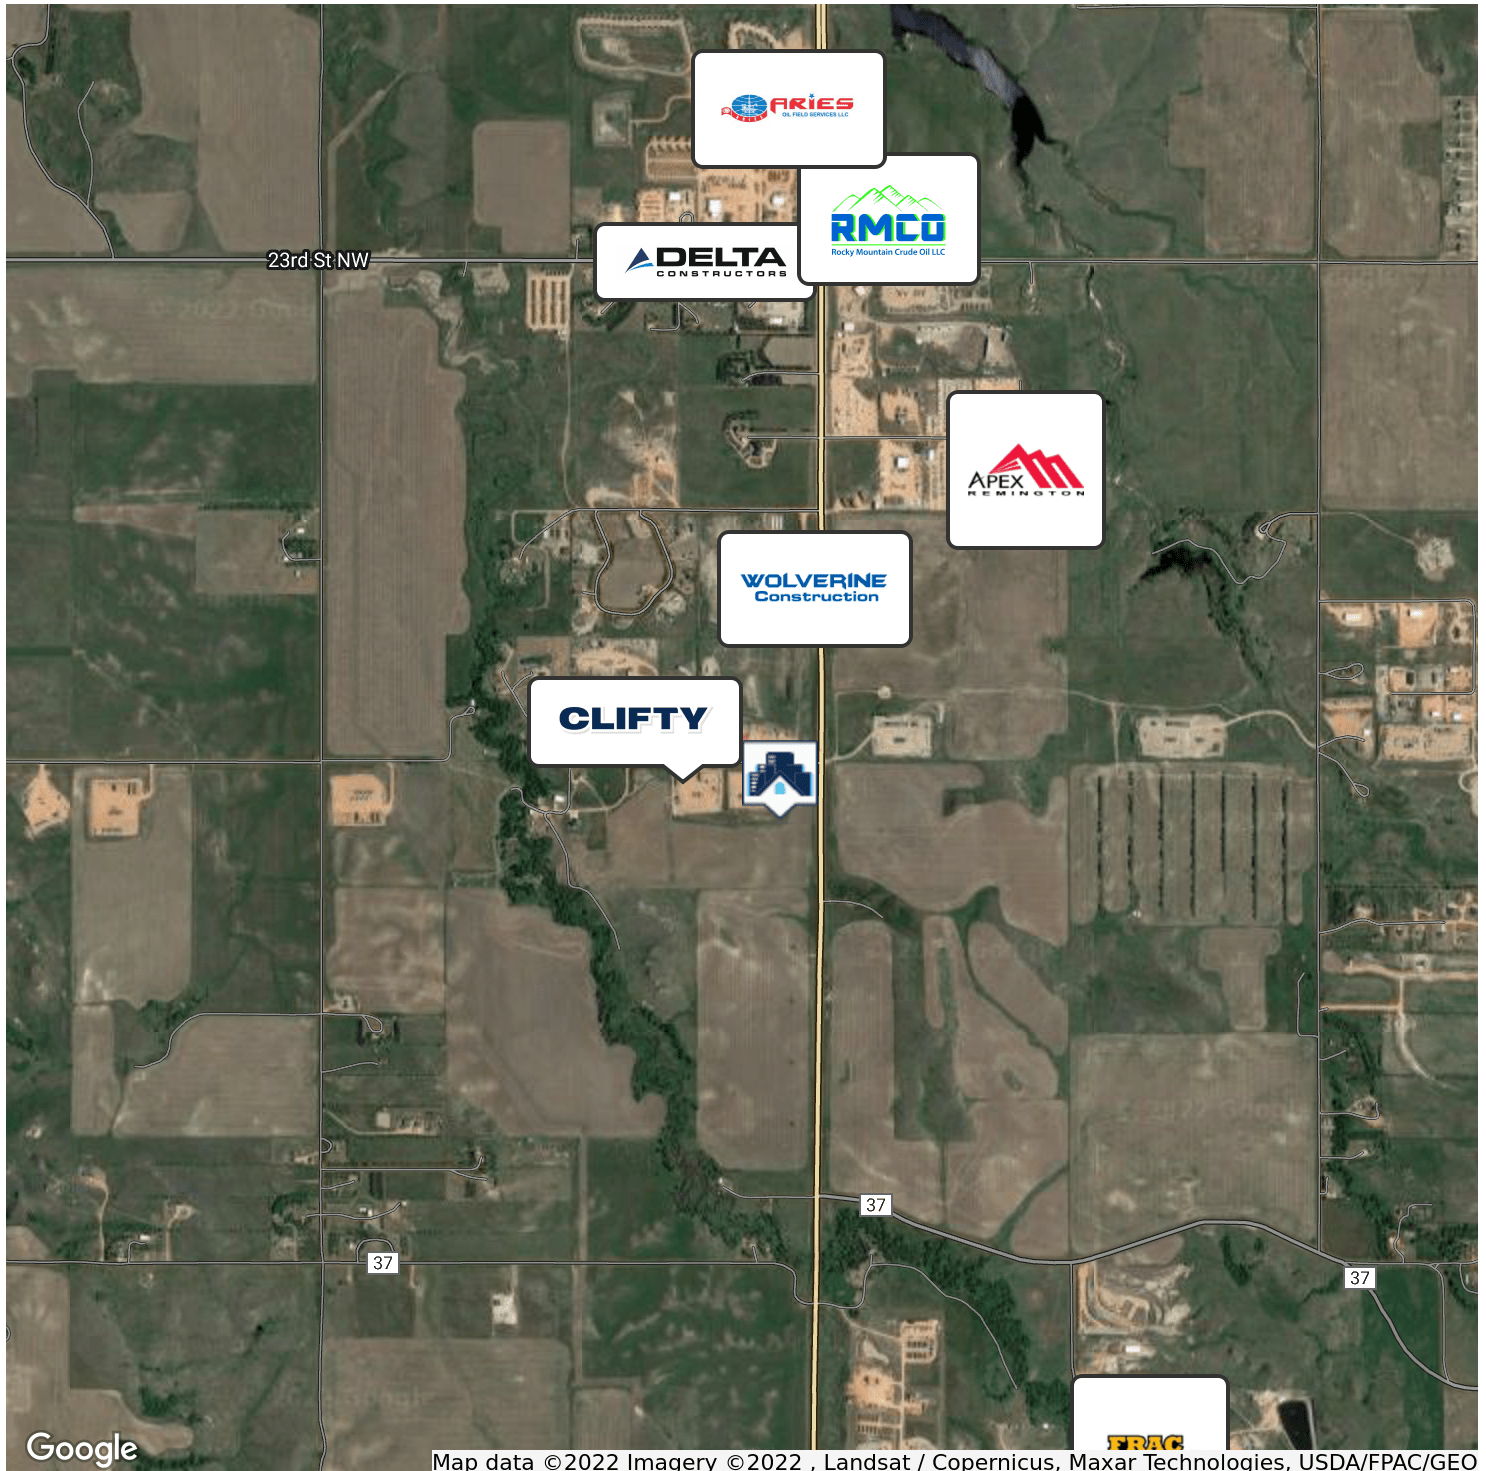 ARIES
OIL FIELD SERVICES LLC
RMCO
Rocky Mountain Crude Oil LLC
DELTA
CONSTRUCTORS
23rd St NW
APEX
REMINGTON
WOLVERINE
Construction
CLIFTY
37
37
37
FRAC
Google
Map data ©2022 Imagery ©2022 , Landsat / Copernicus, Maxar Technologies, USDA/FPAC/GEO